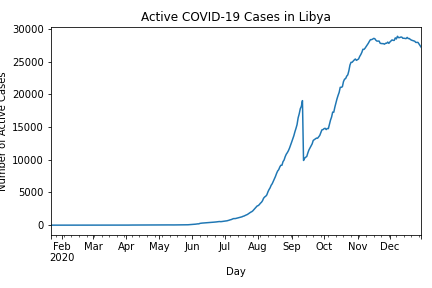 Active COVID-19 Cases in Libya
Number of Active Cases
30000
25000
20000
15000
10000
5000
0
Feb Mar Apr May Jun Jul Aug Sep Oct Nov Dec
2020
Day